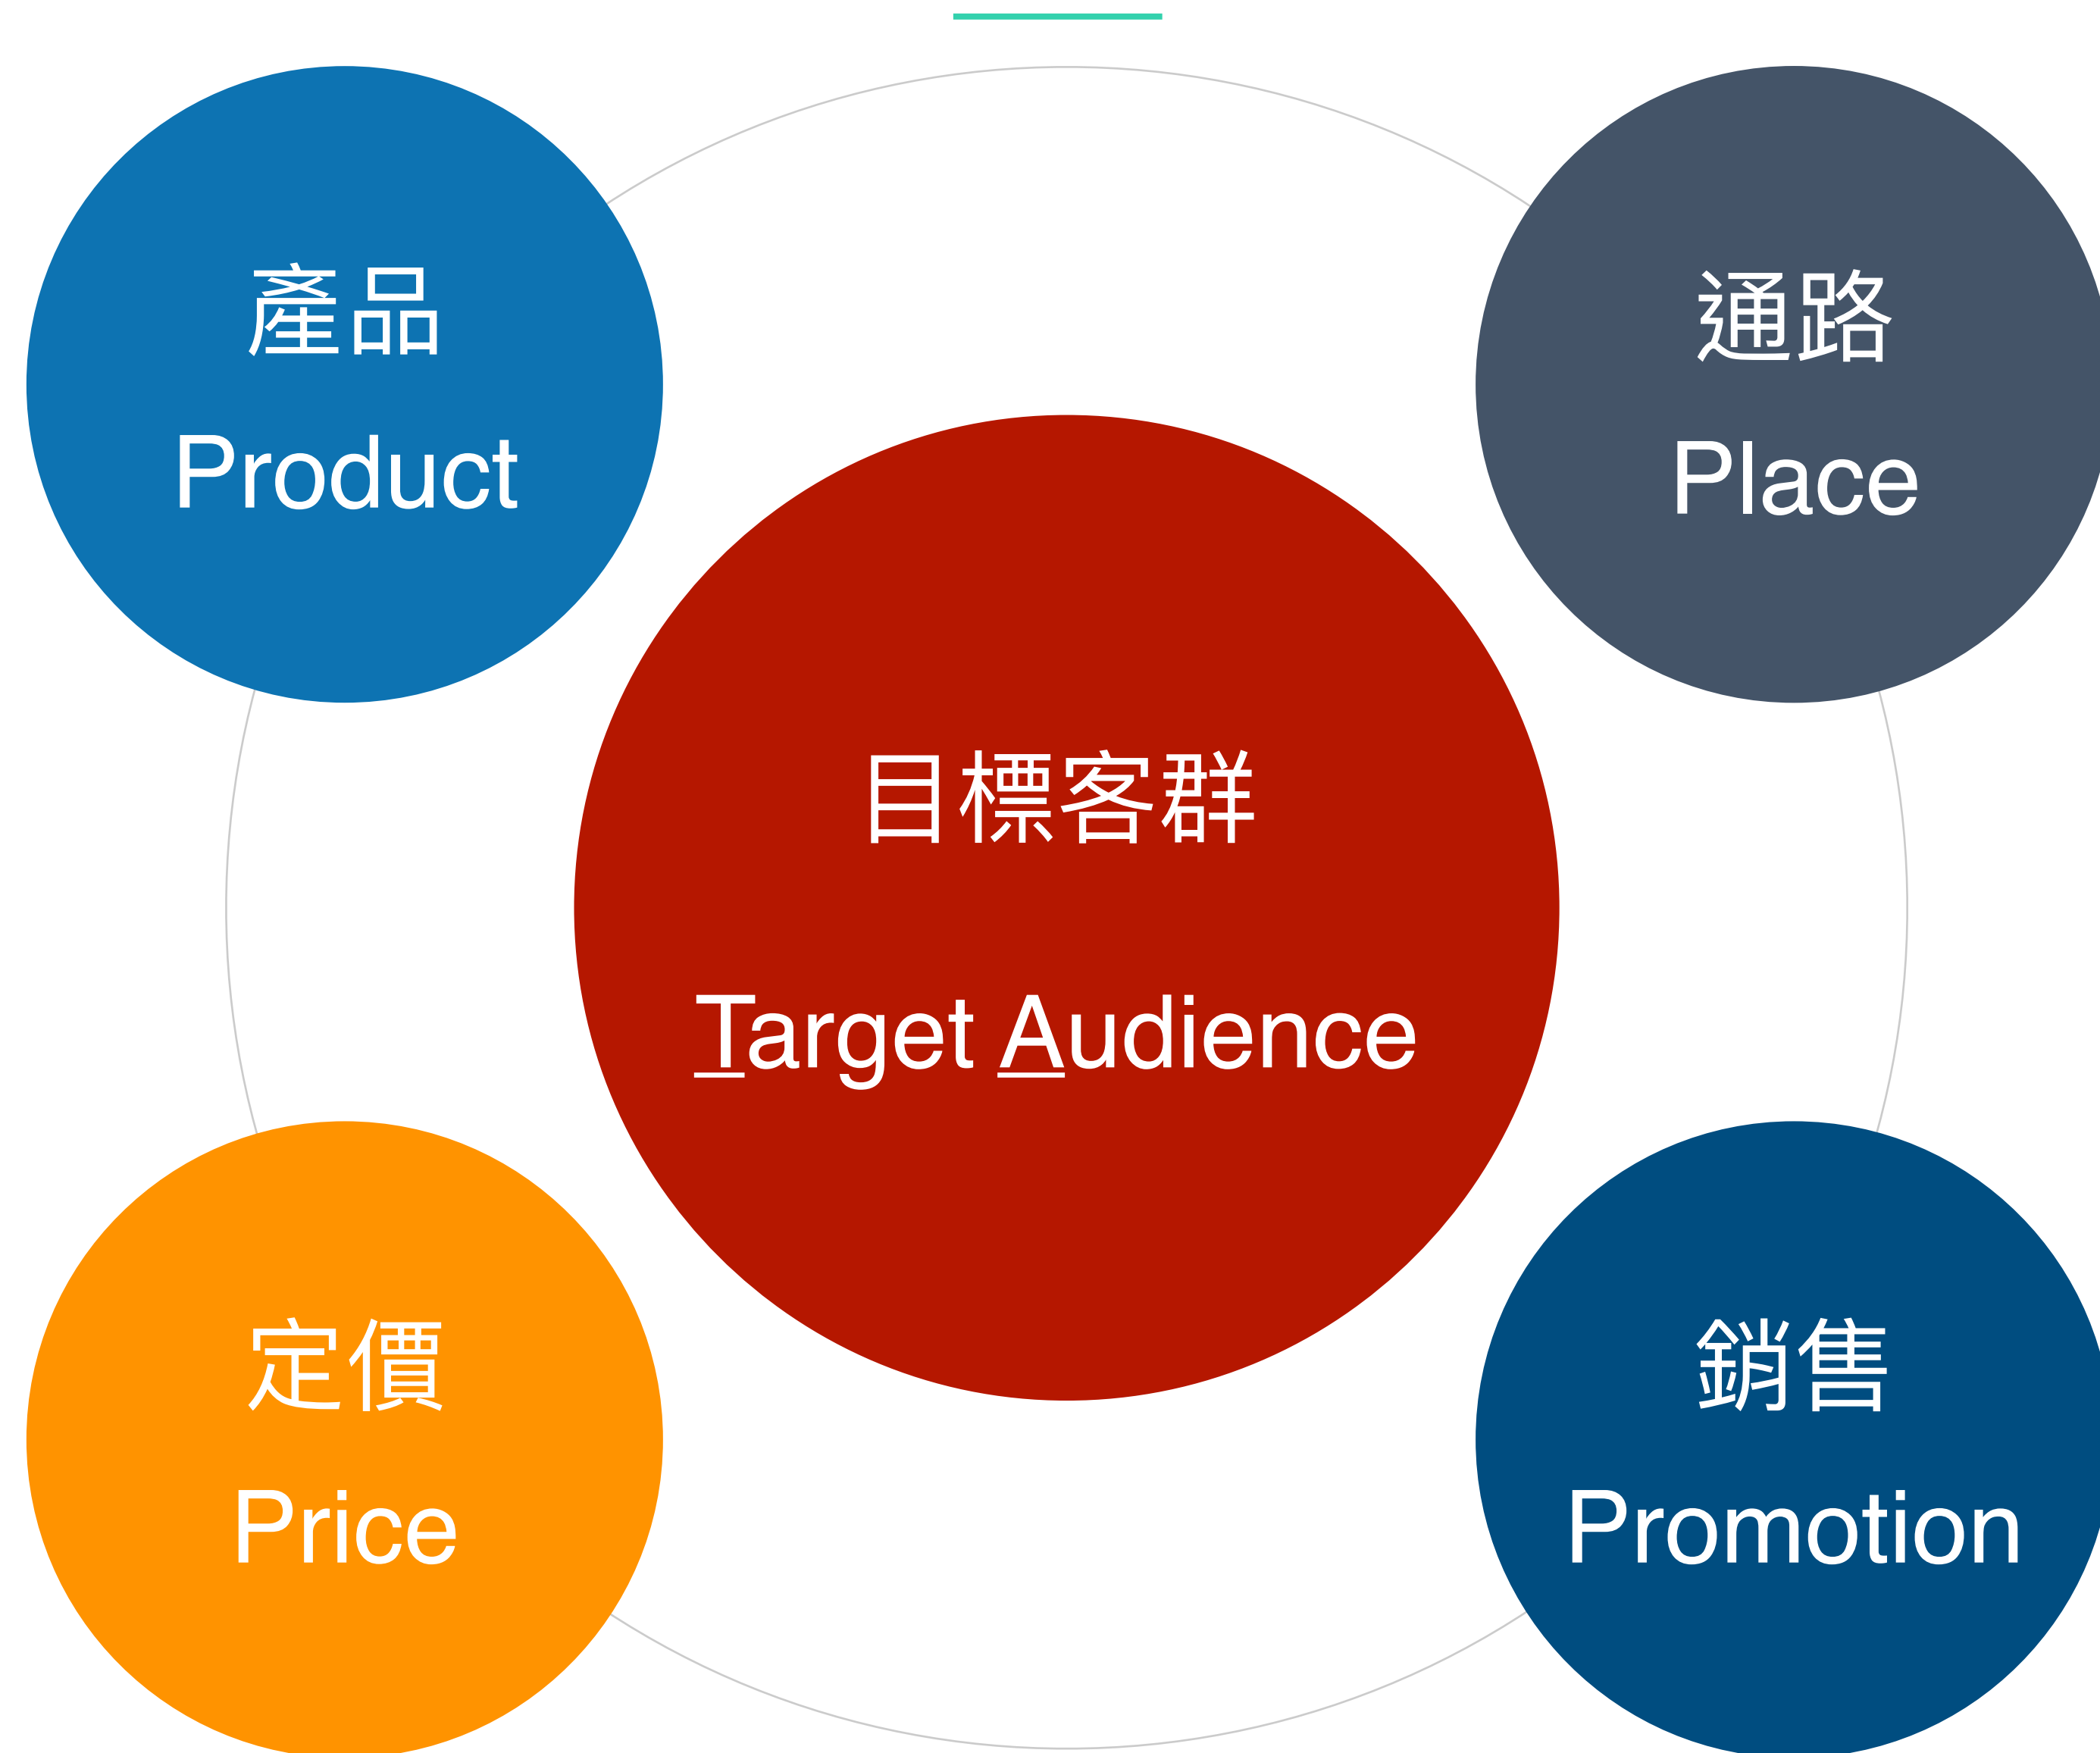 產品
Product
通路
Place
目標客群
Target Audience
定價
Price
銷售
Promotion